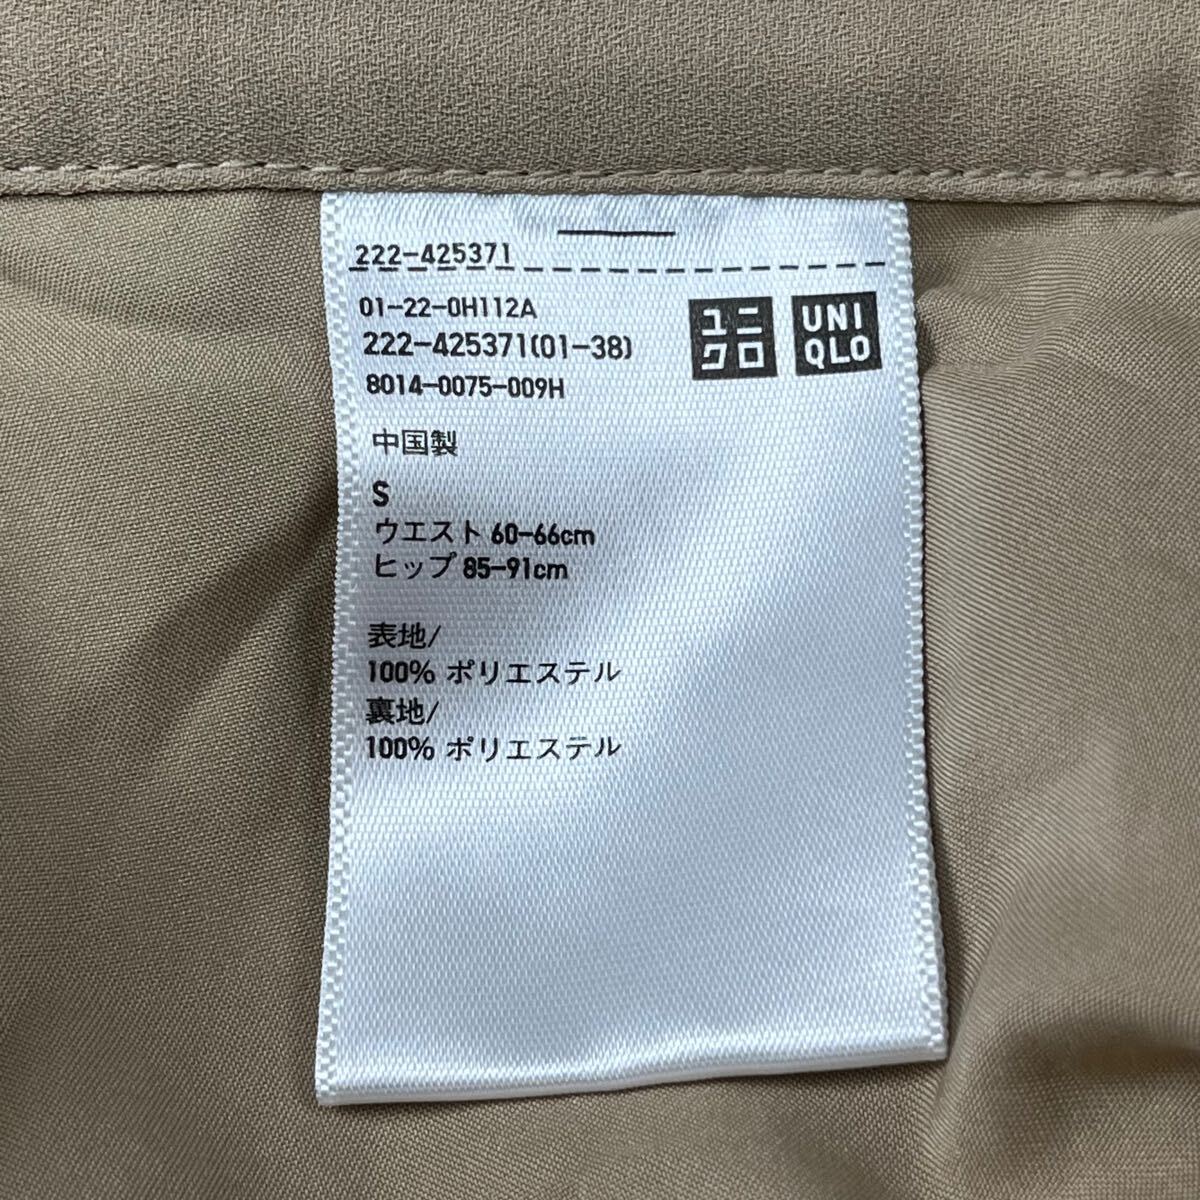 222-425371
01-22-0H112A
222-425371(01-38)
8014-0075-009H
ユニ
クロ
UNI
QLO
中国製
S
ウエスト 60-66cm
ヒップ 85-91cm
表地/
100% ポリエステル
裏地/
100% ポリエステル